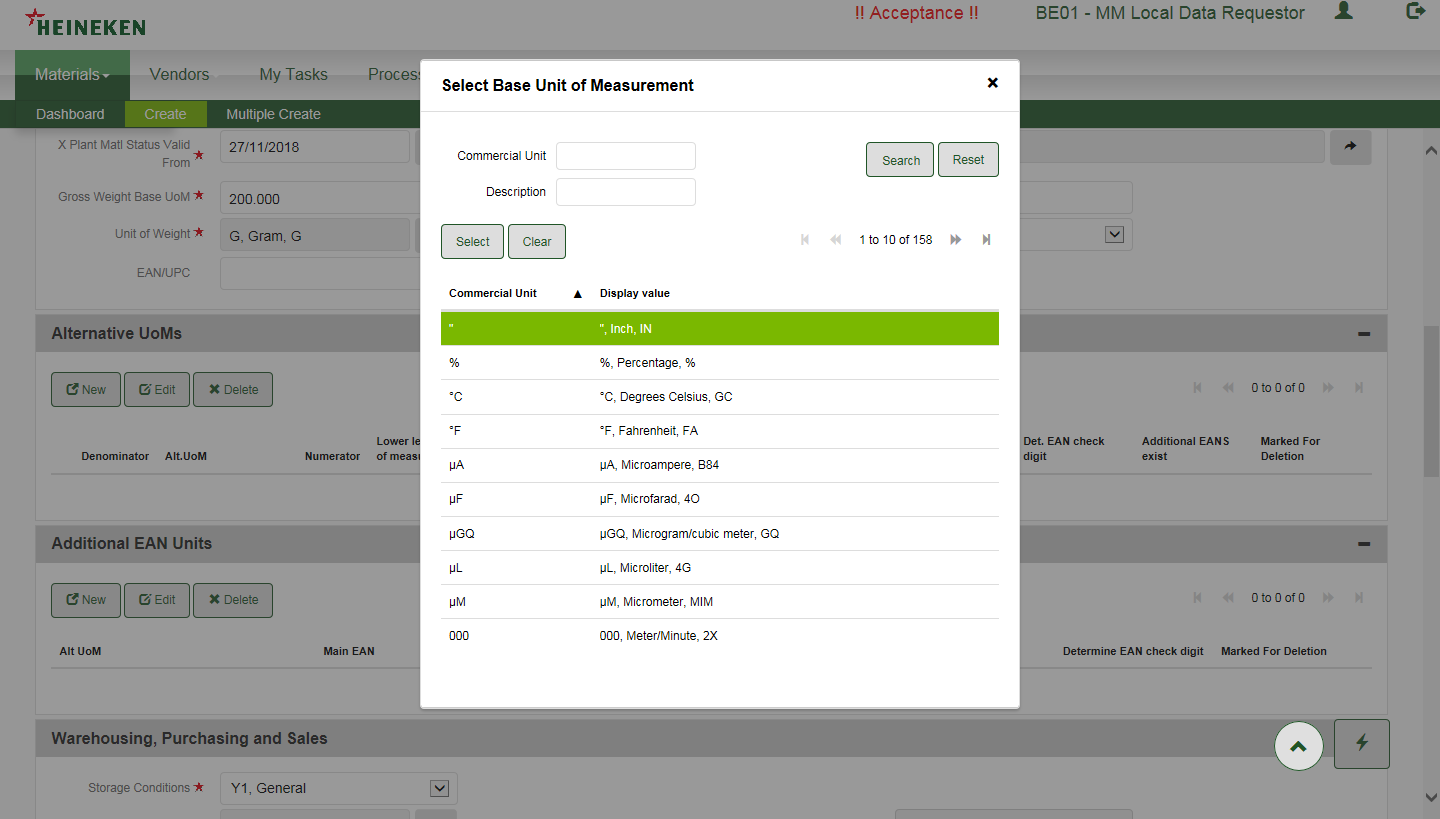 HEINEKEN
!! Acceptance !!
BE01 - MM Local Data Requestor
Materials
Vendors
My Tasks
Process
Dashboard
Create
Multiple Create
X Plant Matl Status Valid
From
27/11/2018
Gross Weight Base UoM
200.000
Unit of Weight
G, Gram, G
EAN/UPC
Select Base Unit of Measurement
Commercial Unit
Search
Reset
Description
Select
Clear
1 to 10 of 158
Commercial Unit ▲ Display value
" ", Inch, IN
% %, Percentage, %
°C °C, Degrees Celsius, GC
°F °F, Fahrenheit, FA
µA µA, Microampere, B84
µF µF, Microfarad, 4O
µGQ µGQ, Microgram/cubic meter, GQ
µL µL, Microliter, 4G
µM µM, Micrometer, MIM
000 000, Meter/Minute, 2X
Alternative UoMs
New
Edit
Delete
0 to 0 of 0
Denominator
Alt.UoM
Numerator
Lower le
of measu
Det. EAN check
digit
Additional EANS
exist
Marked For
Deletion
Additional EAN Units
New
Edit
Delete
0 to 0 of 0
Alt UoM
Main EAN
Determine EAN check digit
Marked For Deletion
Warehousing, Purchasing and Sales
Storage Conditions
Y1, General